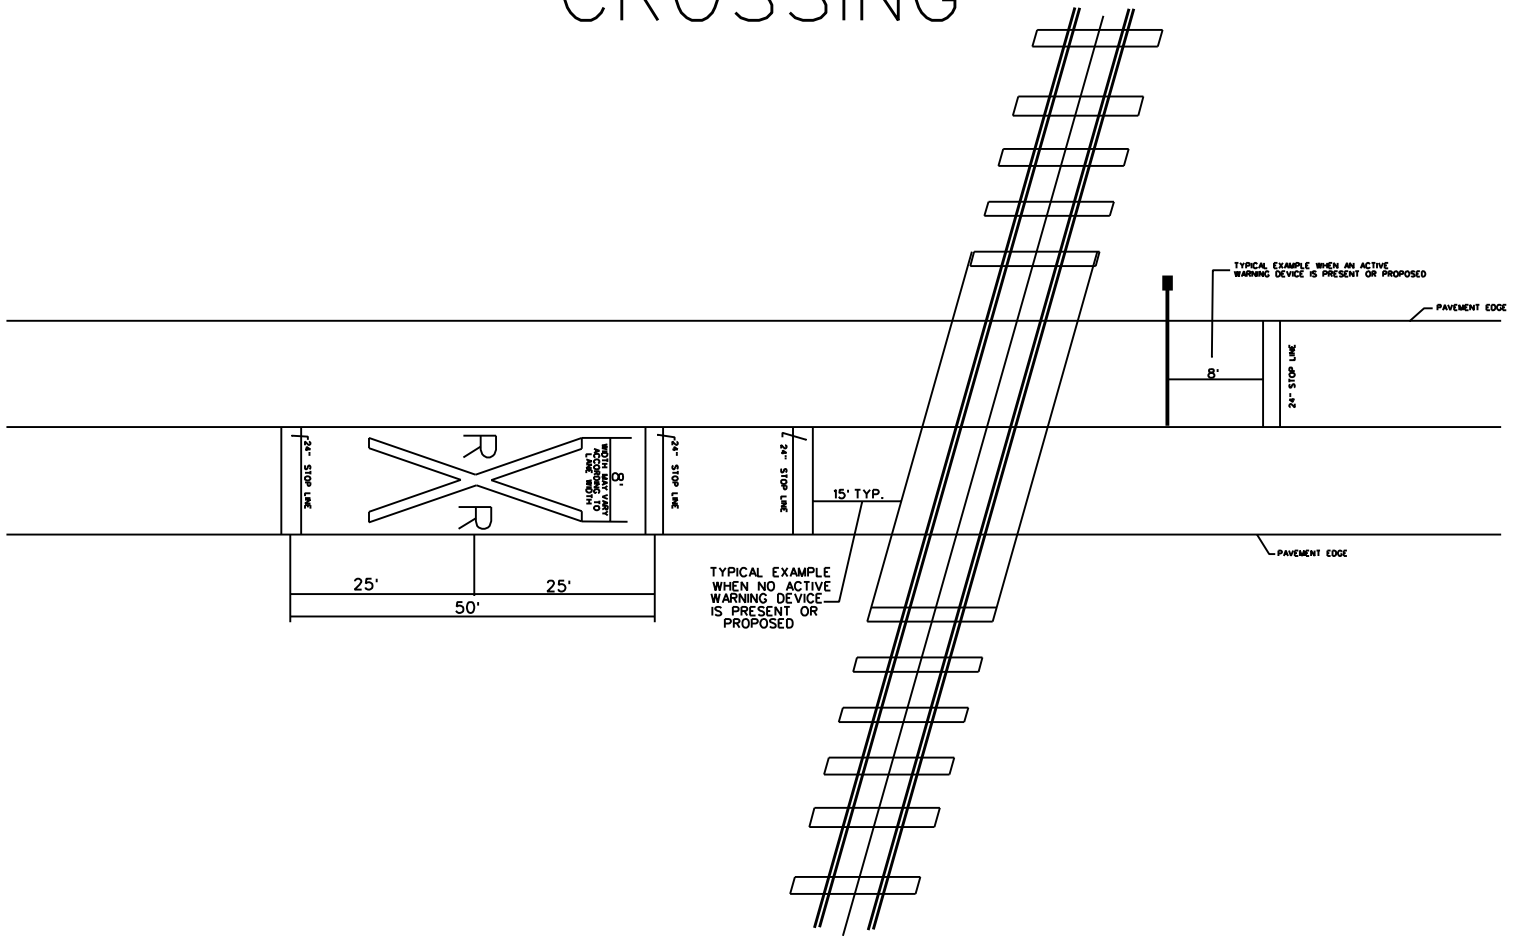 CROSSING
TYPICAL EXAMPLE WHEN AN ACTIVE
WARNING DEVICE IS PRESENT OR PROPOSED
PAVEMENT EDGE
8'
24" STOP LINE
24" STOP LINE
R
R
8'
WIDTH MAY VARY
ACCORDING TO
LANE WIDTH
24" STOP LINE
24" STOP LINE
15' TYP.
PAVEMENT EDGE
TYPICAL EXAMPLE
WHEN NO ACTIVE
WARNING DEVICE
IS PRESENT OR
PROPOSED
25'
25'
50'